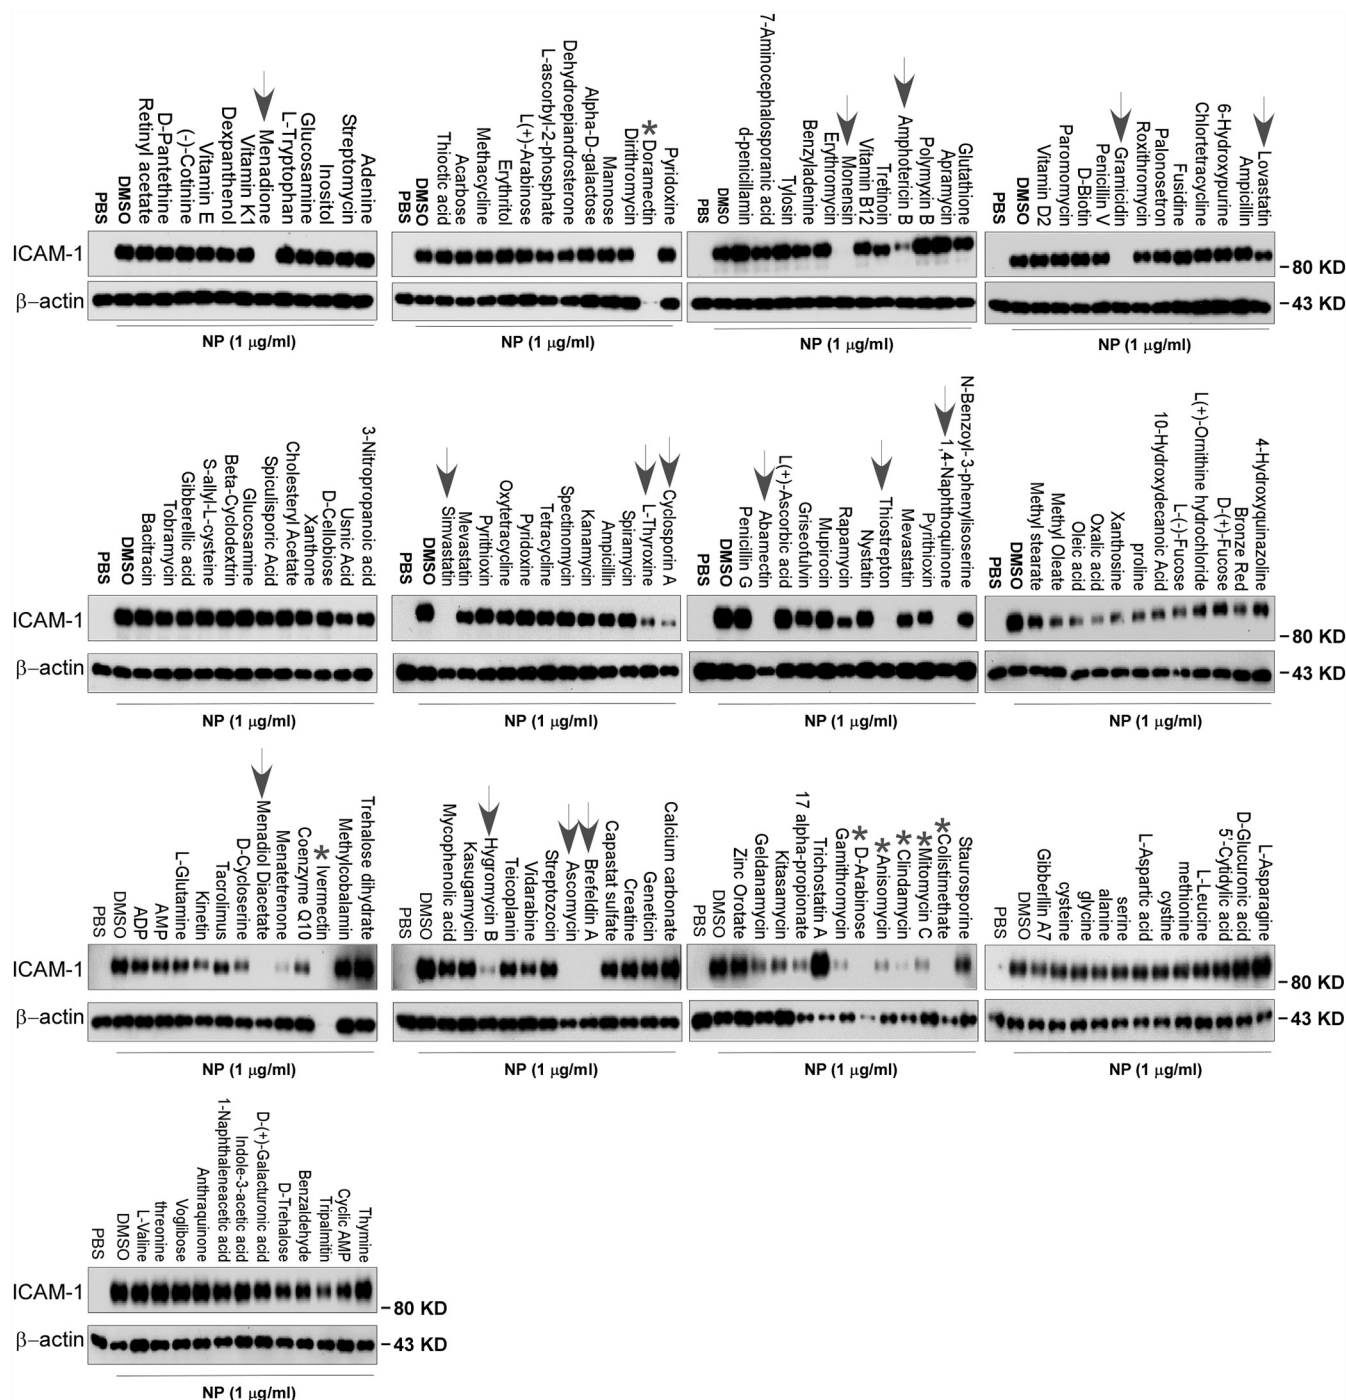 PBS
DMSO
Retinyl acetate
D-Pantethine
(-)-Cotinine
Vitamin E
Dexpanthenol
Vitamin K1
Menadione
L-Tryptophan
Glucosamine
Inositol
Streptomycin
Adenine
PBS
DMSO
Thioctic acid
Acarbose
Methacycline
Erythritol
L(+)-Arabinose
L-ascorbyl-2-phosphate
Dehydroepiandrosterone
Alpha-D-galactose
Mannose
Dirithromycin
* Doramectin
Pyridoxine
PBS
DMSO
d-penicillamin
7-Aminocephalosporanic acid
Tylosin
Benzyladenine
Erythromycin
Monensin
Vitamin B12
Tretinoin
Amphotericin B
Polymyxin B
Apramycin
Glutathione
PBS
DMSO
Vitamin D2
Paromomycin
D-Biotin
Penicilin V
Gramicidin
Roxithromycin
Palonosetron
Fusidine
Chlortetracycline
6-Hydroxypurine
Ampicillin
Lovastatin
ICAM-1
−80 KD
β−actin
−43 KD
NP (1 µg/ml)
NP (1 µg/ml)
NP (1 µg/ml)
NP (1 µg/ml)
PBS
DMSO
Bacitracin
Tobramycin
Gibberellic acid
S-allyl-L-cysteine
Beta-Cyclodextrin
Glucosamine
Spiculisporic Acid
Cholesteryl Acetate
Xanthone
D-Cellobiose
Usnic Acid
3-Nitropropanoic acid
PBS
DMSO
Simvastatin
Mevastatin
Pyrithioxin
Oxytetracycline
Pyridoxine
Tetracycline
Spectinomycin
Kanamycin
Ampicillin
Spiramycin
L-Thyroxine
Cyclosporin A
PBS
DMSO
Penicillin G
Abamectin
L(+)-Ascorbic acid
Griseofulvin
Mupirocin
Rapamycin
Nystatin
Thiostrepton
Mevastatin
Pyrithioxin
1,4-Naphthoquinone
N-Benzoyl-3-phenylisoserine
PBS
DMSO
Methyl stearate
Methyl Oleate
Oleic acid
Oxalic acid
Xanthosine
proline
10-Hydroxydecanoic Acid
L-(-)-Fucose
L(+)-Ornithine hydrochloride
D-(+)-Fucose
Bronze Red
4-Hydroxyquinazoline
ICAM-1
−80 KD
β−actin
−43 KD
NP (1 µg/ml)
NP (1 µg/ml)
NP (1 µg/ml)
NP (1 µg/ml)
PBS
DMSO
ADP
AMP
L-Glutamine
Kinetin
Tacrolimus
D-Cycloserine
Menadiol Diacetate
Menatetrenone
Coenzyme Q10
* Ivermectin
Methylcobalamin
Trehalose dihydrate
PBS
DMSO
Mycophenolic acid
Kasugamycin
Hygromycin B
Teicoplanin
Vidarabine
Streptozocin
Ascomycin
Brefeldin A
Capastat sulfate
Creatine
Geneticin
Calcium carbonate
PBS
DMSO
Zinc Orotate
Geldanamycin
Kitasamycin
17 alpha-propionate
Trichostatin A
Gamithromycin
* D-Arabinose
* Anisomycin
* Clindamycin
* Mitomycin C
* Colistimethate
Staurosporine
PBS
DMSO
Gibberllin A7
cysteine
glycine
alanine
serine
L-Aspartic acid
cystine
methionine
L-Leucine
5'-Cytidylic acid
D-Glucuronic acid
L-Asparagine
ICAM-1
−80 KD
β−actin
−43 KD
NP (1 µg/ml)
NP (1 µg/ml)
NP (1 µg/ml)
NP (1 µg/ml)
PBS
DMSO
L-Valine
threonine
Voglibose
Anthraquinone
1-Naphthaleneacetic acid
Indole-3-acetic acid
D-(+)-Galacturonic acid
D-Trehalose
Benzaldehyde
Tripalmitin
Cyclic AMP
Thymine
ICAM-1
−80 KD
β−actin
−43 KD
NP (1 µg/ml)